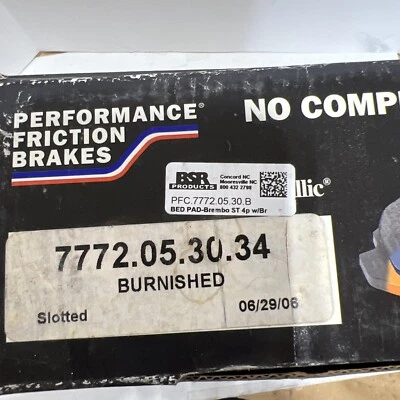 PERFORMANCE®
FRICTION
BRAKES
NO COMP
BSR
PRODUCTS
Concord NC
Mooresville NC
800 432 2798
PFC.7772.05.30.B
BED PAD-Brembo ST 4p w/Br
llic®
7772.05.30.34
BURNISHED
Slotted
06/29/06